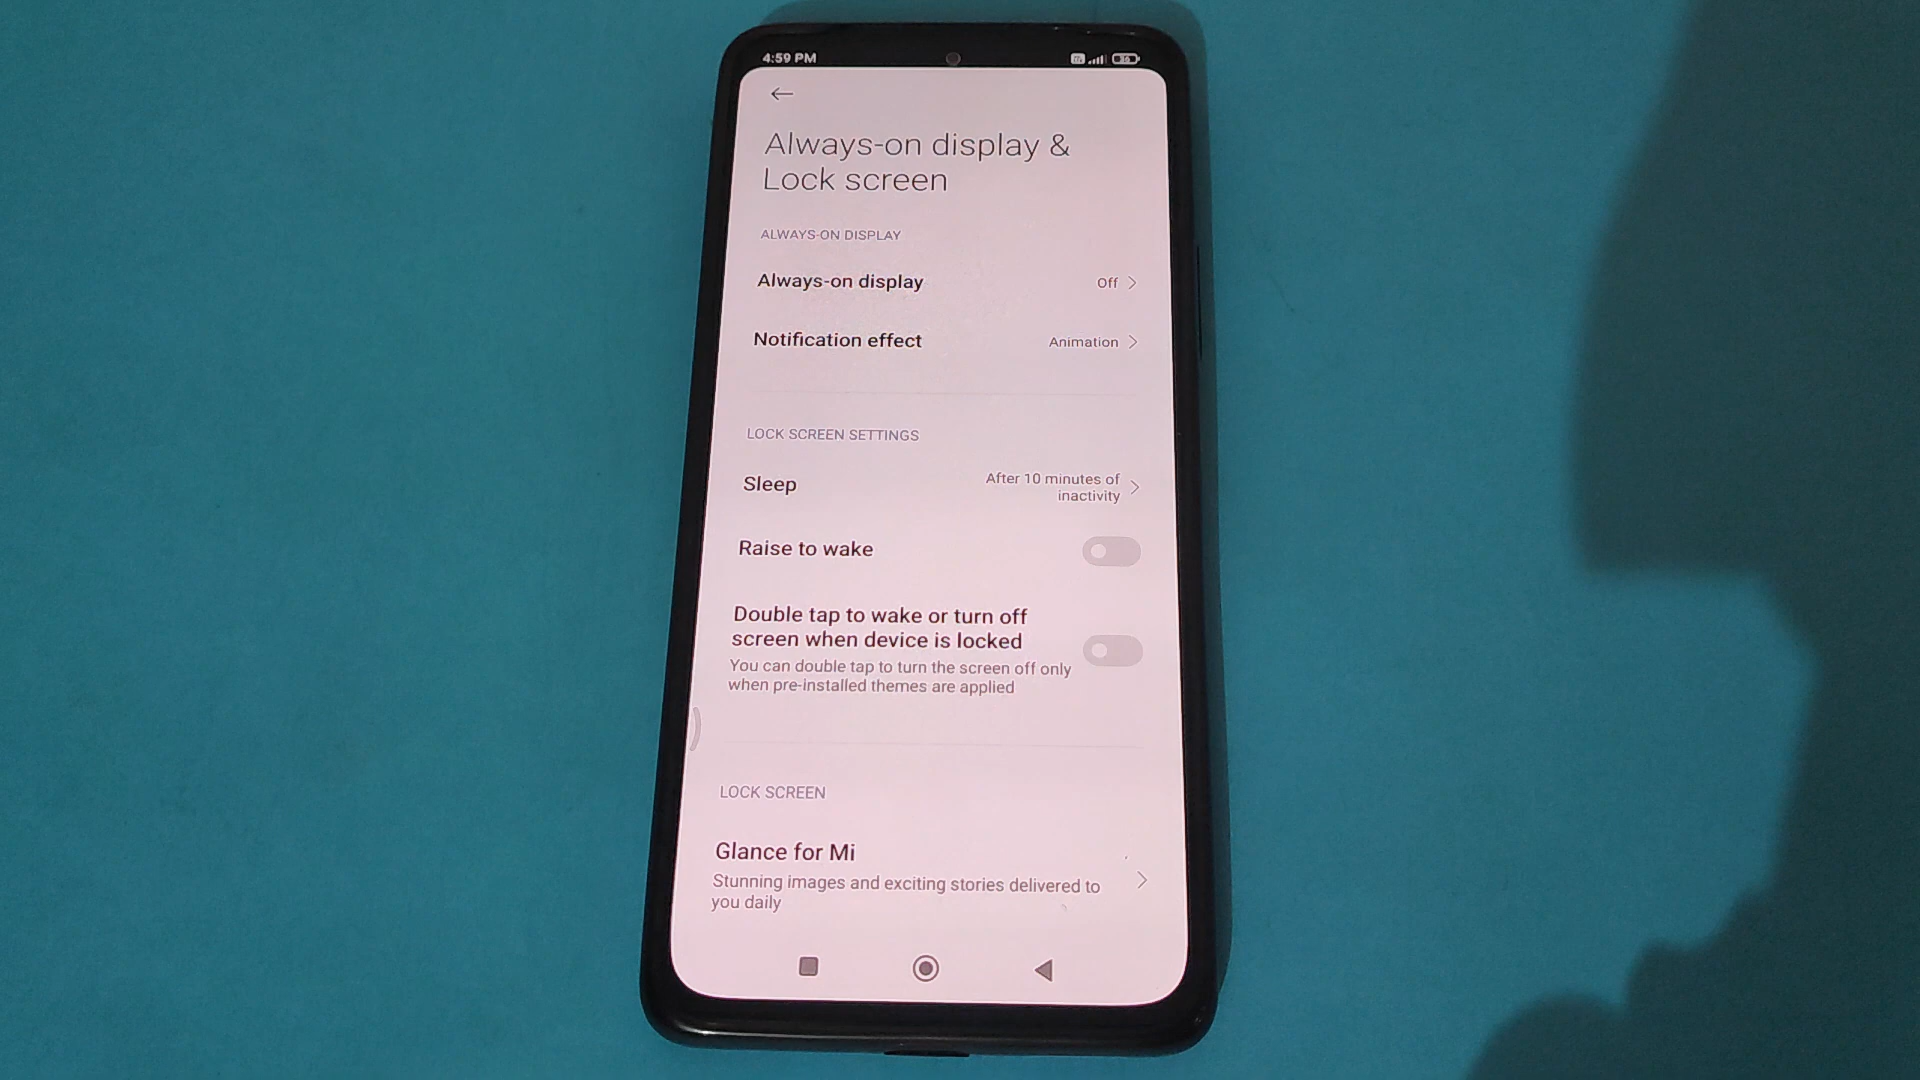 4:59 PM
Always-on display &
Lock screen
ALWAYS-ON DISPLAY
Always-on display Off
Notification effect Animation
LOCK SCREEN SETTINGS
Sleep After 10 minutes of
inactivity
Raise to wake
Double tap to wake or turn off
screen when device is locked
You can double tap to turn the screen off only
when pre-installed themes are applied
LOCK SCREEN
Glance for Mi
Stunning images and exciting stories delivered to
you daily